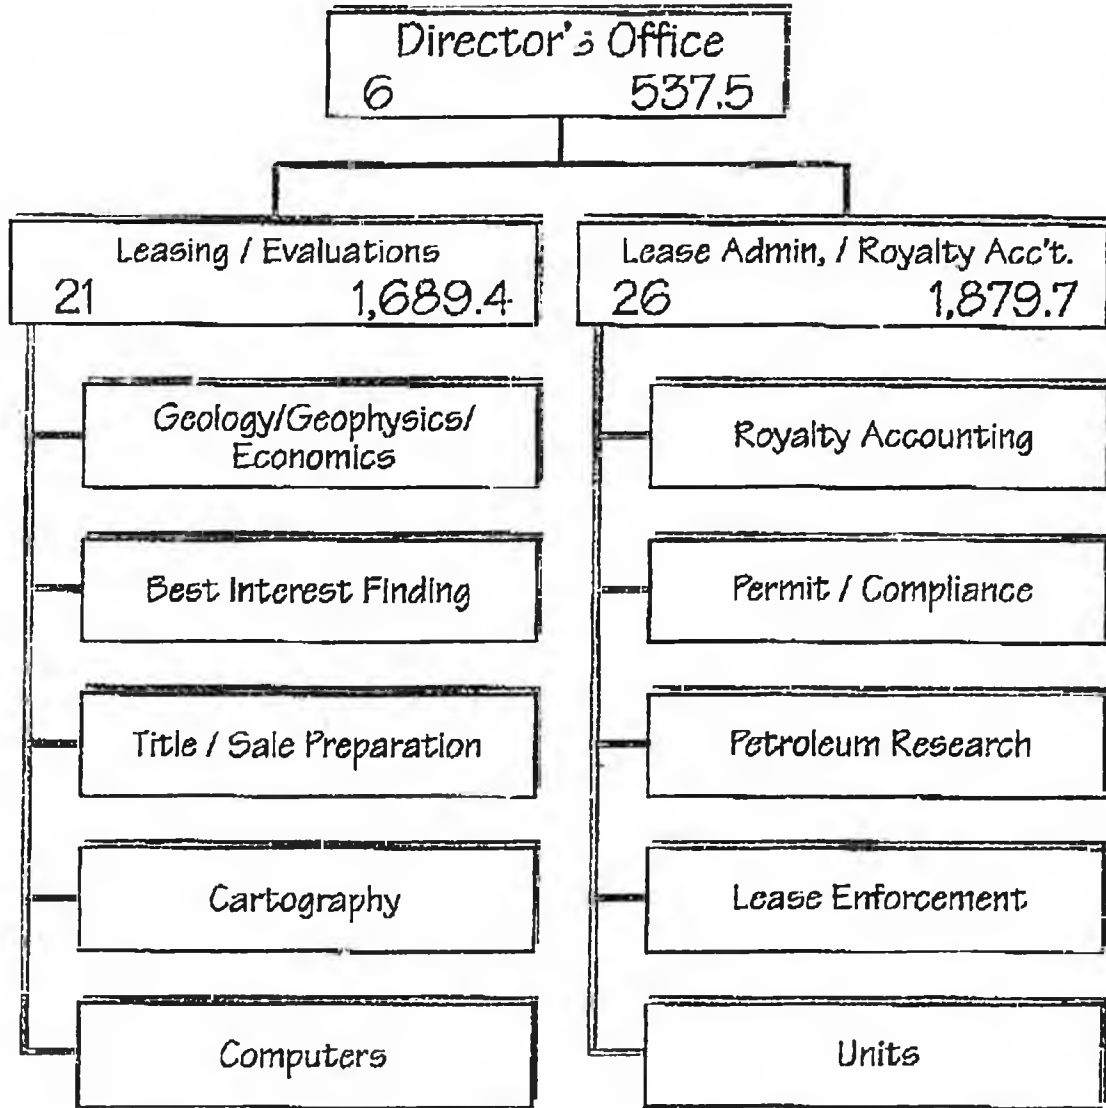 Director's Office
6 537.5
Leasing / Evaluations
21 1,689.4
Geology/Geophysics/
Economics
Best Interest Finding
Title / Sale Preparation
Cartography
Computers
Lease Admin, / Royalty Acc't.
26 1,879.7
Royalty Accounting
Permit / Compliance
Petroleum Research
Lease Enforcement
Units